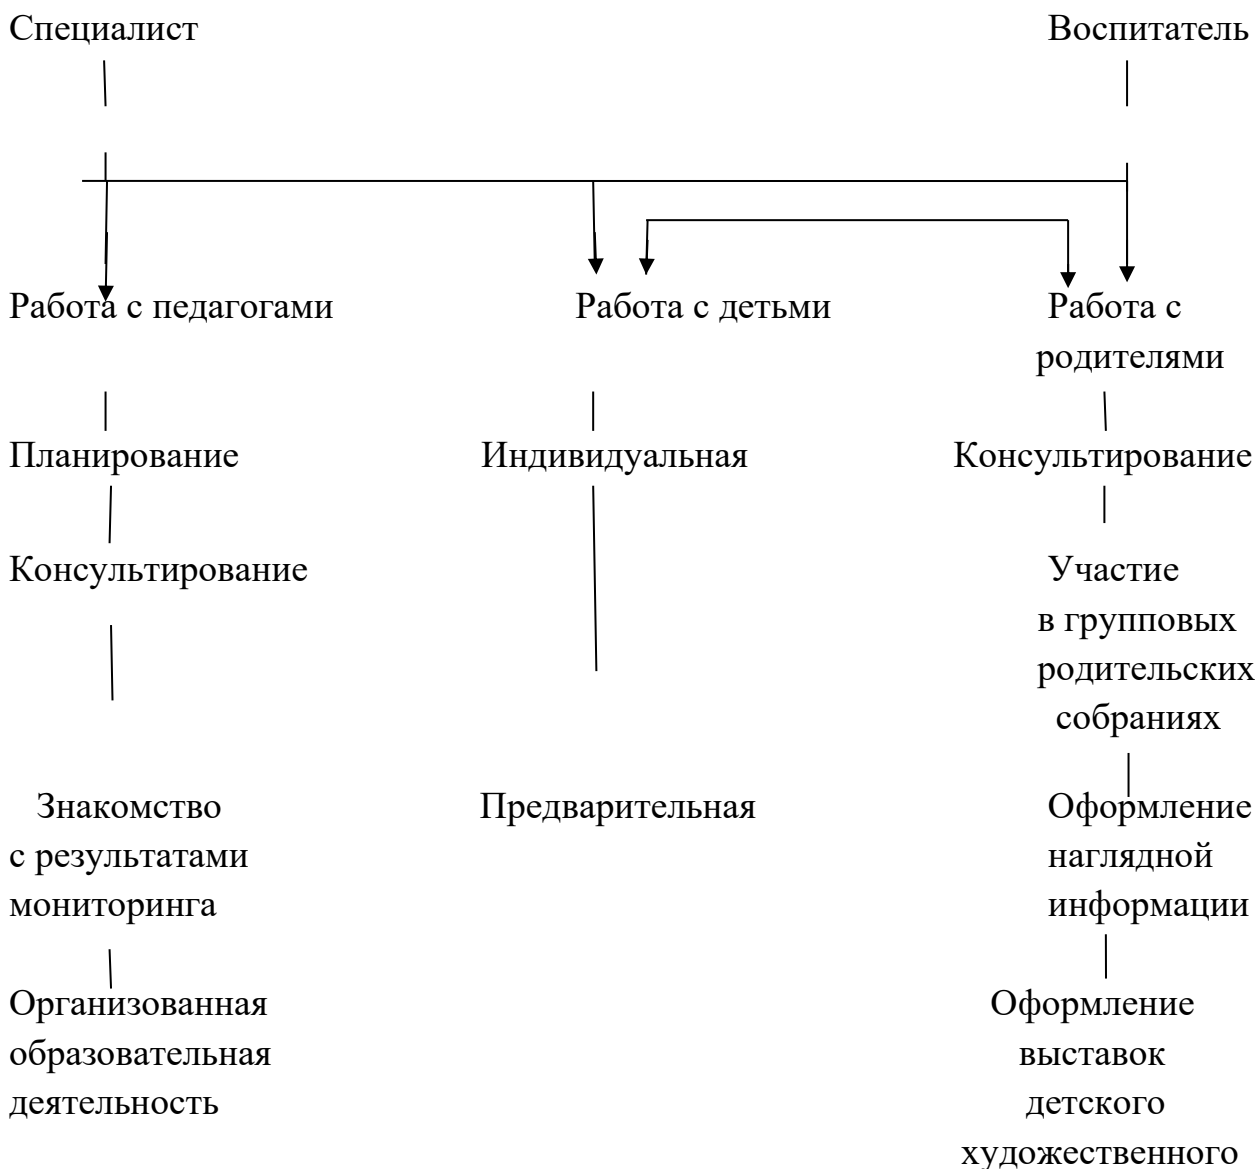 Специалист Воспитатель
Работа с педагогами Работа с детьми Работа с
родителями
Планирование Индивидуальная Консультирование
Консультирование Участие
в групповых
родительских
собраниях
Знакомство Предварительная Оформление
с результатами наглядной
мониторинга информации
Организованная Оформление
образовательная выставок
деятельность детского
художественного